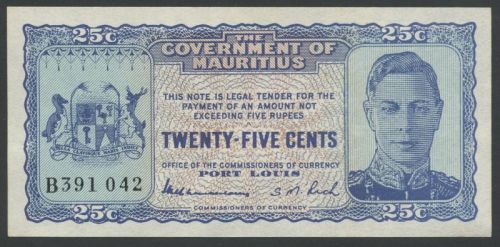 25c
25c
THE
GOVERNMENT OF
MAURITIUS
THIS NOTE IS LEGAL TENDER FOR THE
PAYMENT OF AN AMOUNT NOT
EXCEEDING FIVE RUPEES
TWENTY-FIVE CENTS
OFFICE OF THE COMMISSIONERS OF CURRENCY
PORT LOUIS
B391 042
COMMISSIONERS OF CURRENCY
25c
25c